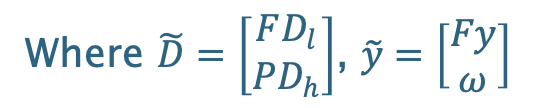 Where D̃ = [FD_l; PD_h], ỹ = [Fy; ω]